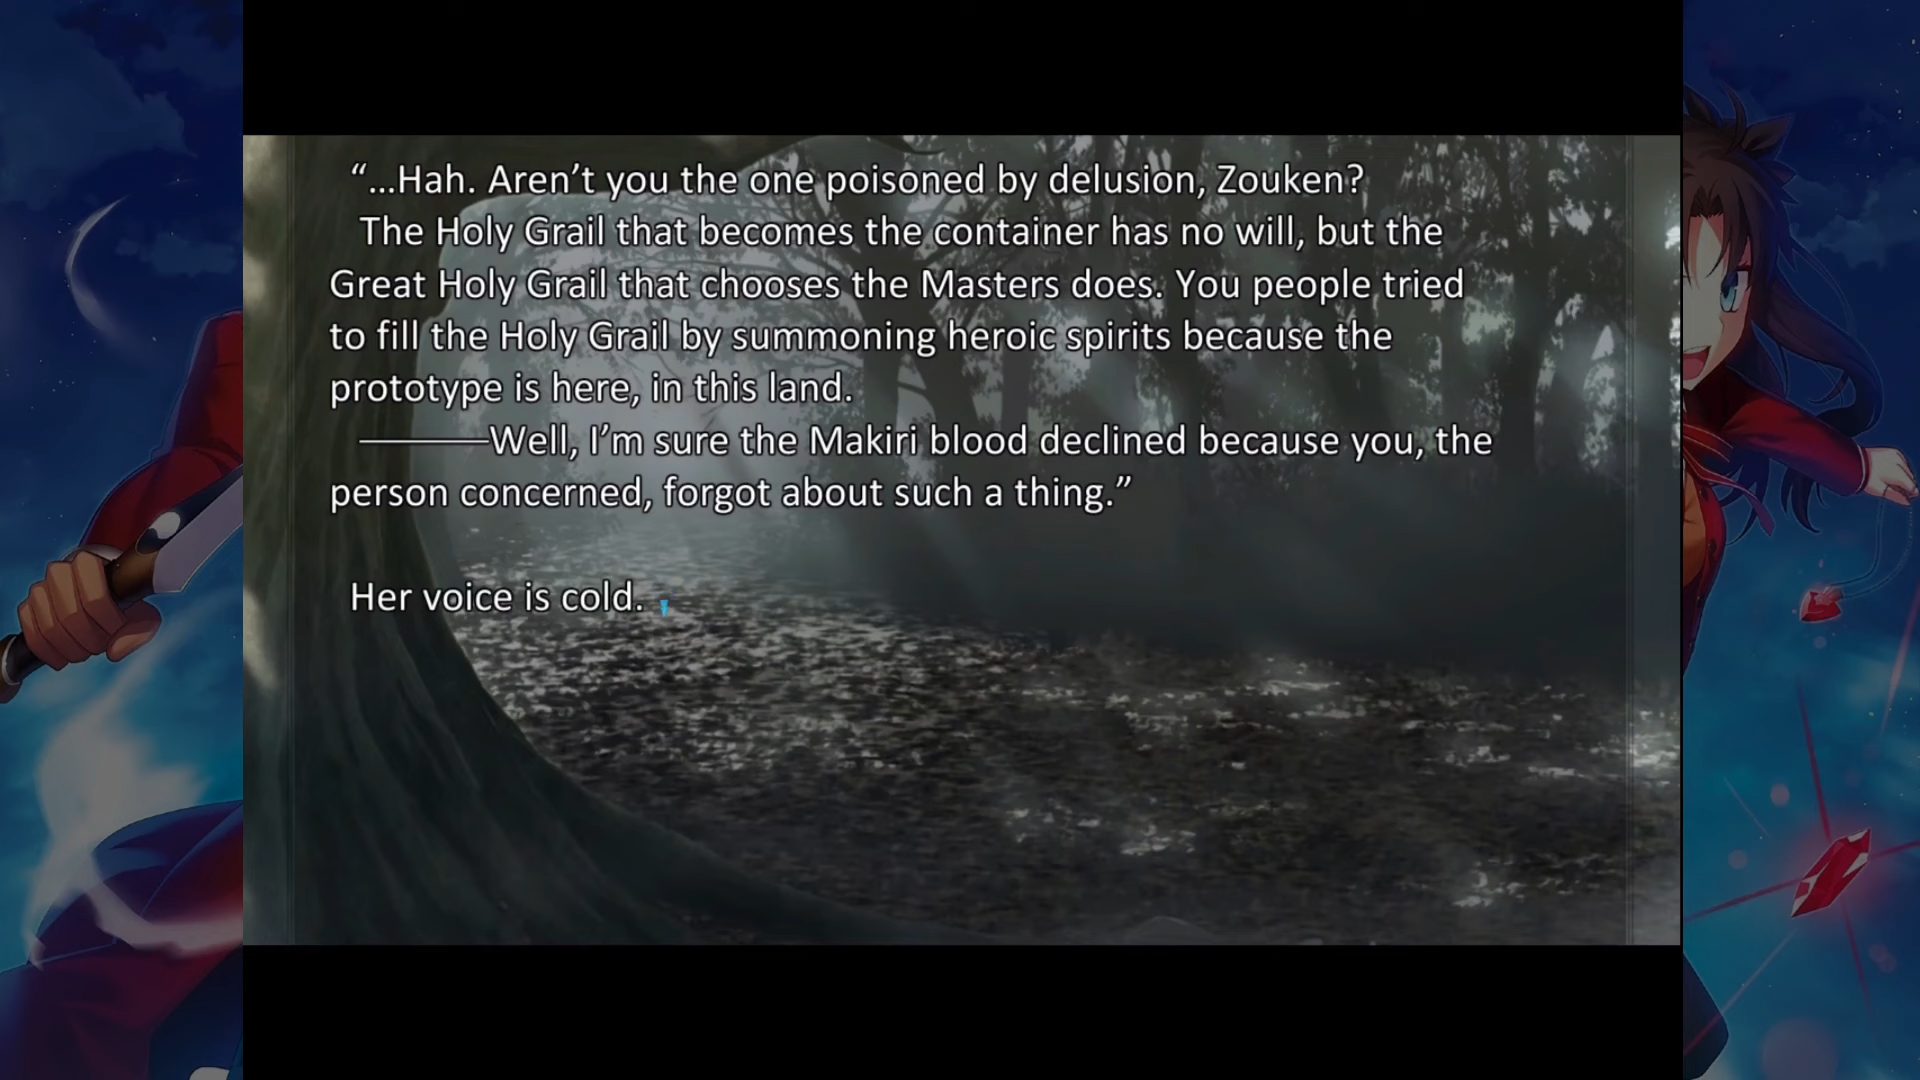 “...Hah. Aren’t you the one poisoned by delusion, Zouken?
The Holy Grail that becomes the container has no will, but the
Great Holy Grail that chooses the Masters does. You people tried
to fill the Holy Grail by summoning heroic spirits because the
prototype is here, in this land.
————Well, I’m sure the Makiri blood declined because you, the
person concerned, forgot about such a thing.”
Her voice is cold.